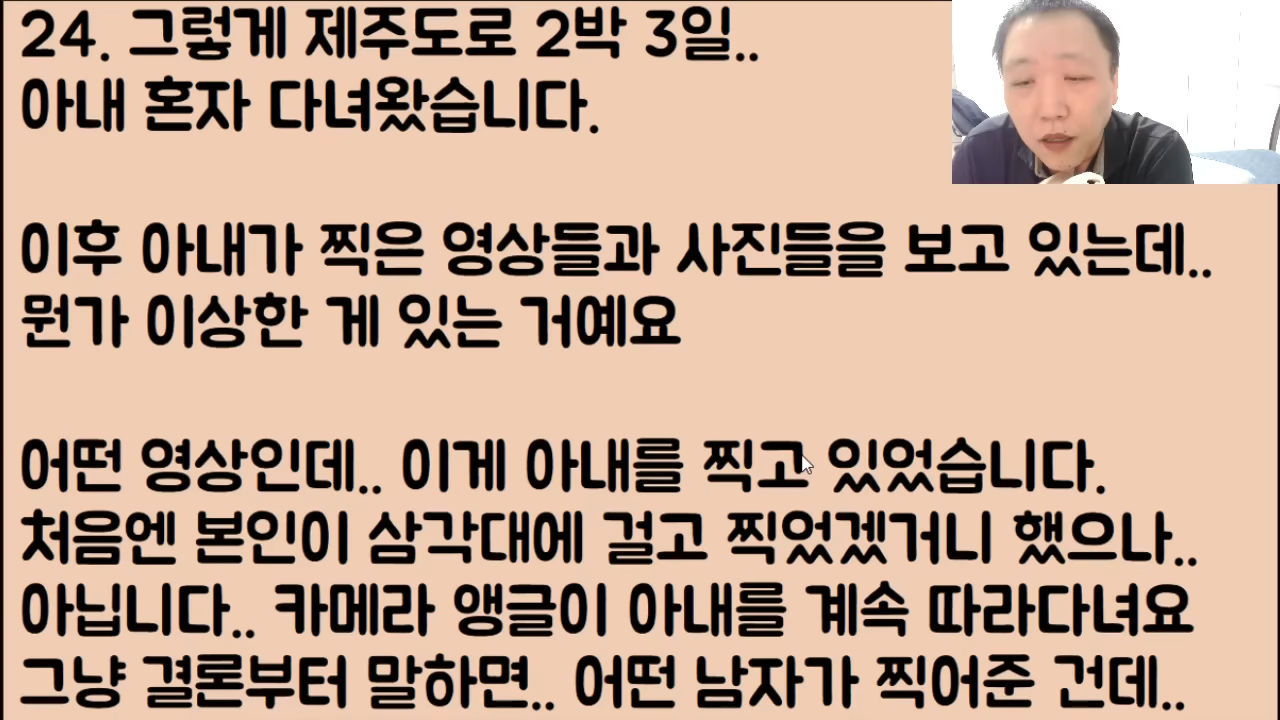 24. 그렇게 제주도로 2박 3일..
아내 혼자 다녀왔습니다.
이후 아내가 찍은 영상들과 사진들을 보고 있는데..
뭔가 이상한 게 있는 거예요
어떤 영상인데.. 이게 아내를 찍고 있었습니다.
처음엔 본인이 삼각대에 걸고 찍었겠거니 했으나..
아닙니다.. 카메라 앵글이 아내를 계속 따라다녀요
그냥 결론부터 말하면.. 어떤 남자가 찍어준 건데..